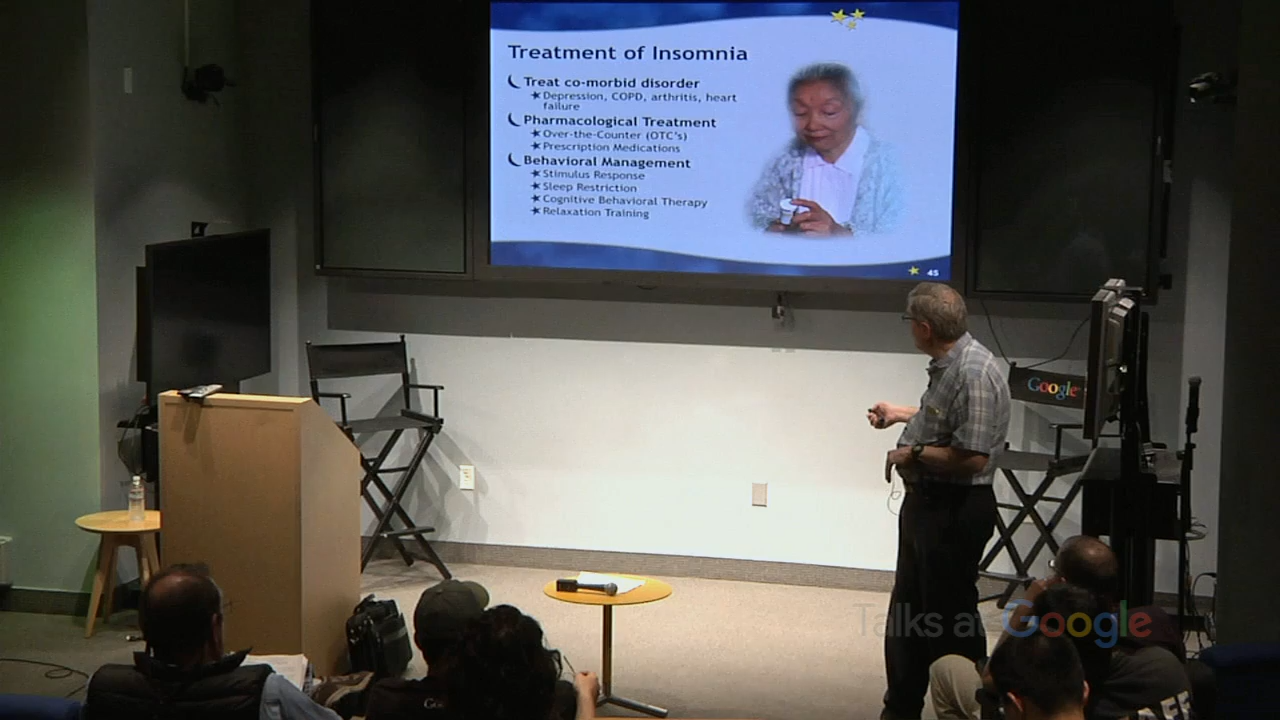 Treatment of Insomnia
Treat co-morbid disorder
Depression, COPD, arthritis, heart
failure
Pharmacological Treatment
Over-the-Counter (OTC's)
Prescription Medications
Behavioral Management
Stimulus Response
Sleep Restriction
Cognitive Behavioral Therapy
Relaxation Training
45
Google
Talks at Google